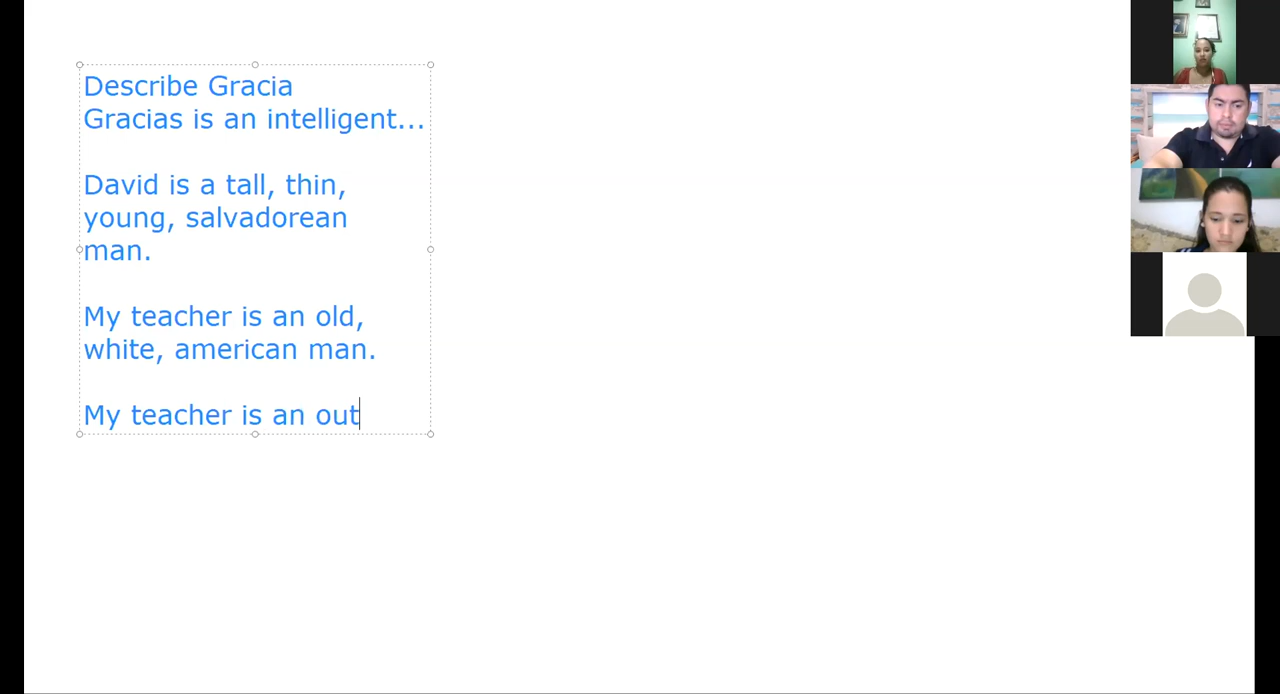 Describe Gracia
Gracias is an intelligent...
David is a tall, thin,
young, salvadorean
man.
My teacher is an old,
white, american man.
My teacher is an out